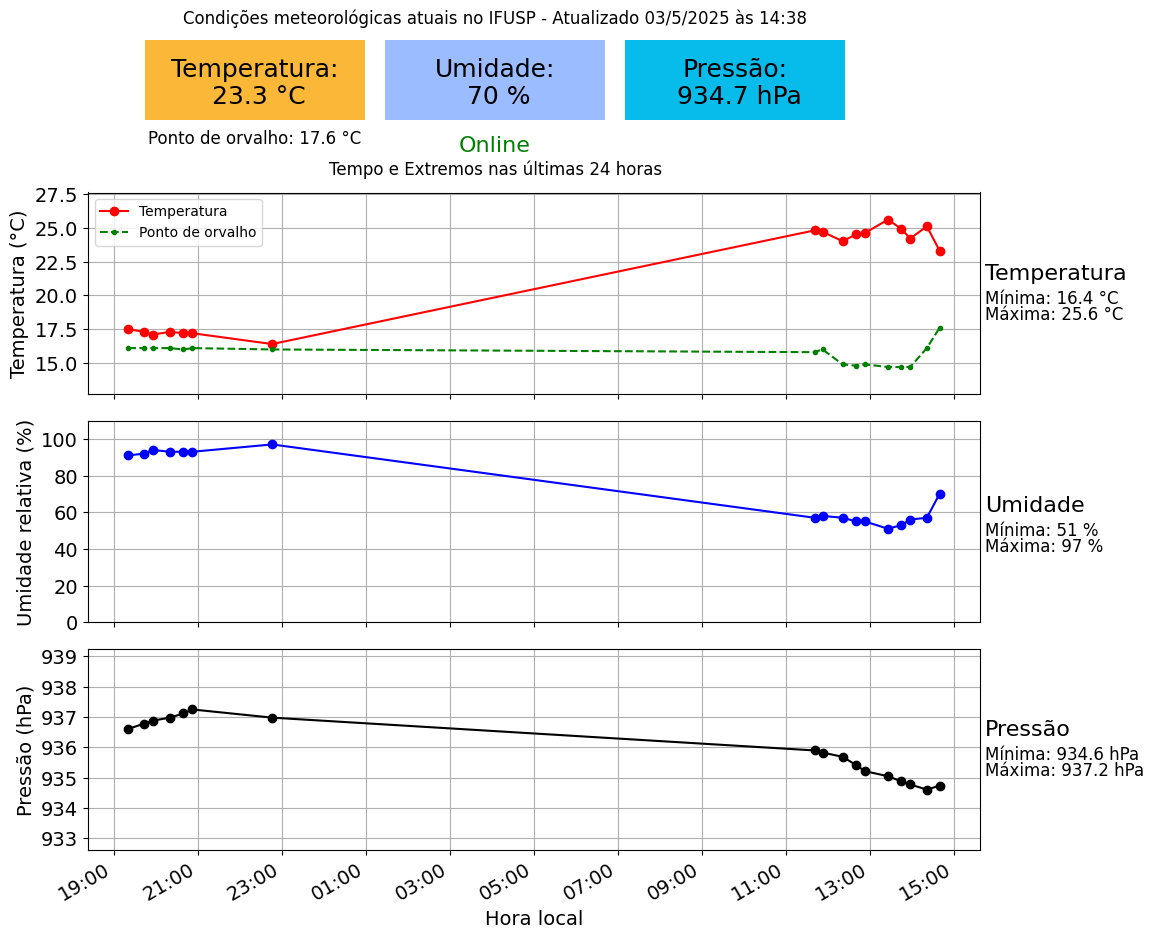 Condições meteorológicas atuais no IFUSP - Atualizado 03/5/2025 às 14:38
Temperatura:
23.3 °C
Umidade:
70 %
Pressão:
934.7 hPa
Ponto de orvalho: 17.6 °C
Online
Tempo e Extremos nas últimas 24 horas
Temperatura (°C)
27.5
25.0
22.5
20.0
17.5
15.0
Temperatura
Ponto de orvalho
Temperatura
Mínima: 16.4 °C
Máxima: 25.6 °C
Umidade relativa (%)
100
80
60
40
20
0
Umidade
Mínima: 51 %
Máxima: 97 %
Pressão (hPa)
939
938
937
936
935
934
933
Pressão
Mínima: 934.6 hPa
Máxima: 937.2 hPa
19:00
21:00
23:00
01:00
03:00
05:00
07:00
09:00
11:00
13:00
15:00
Hora local